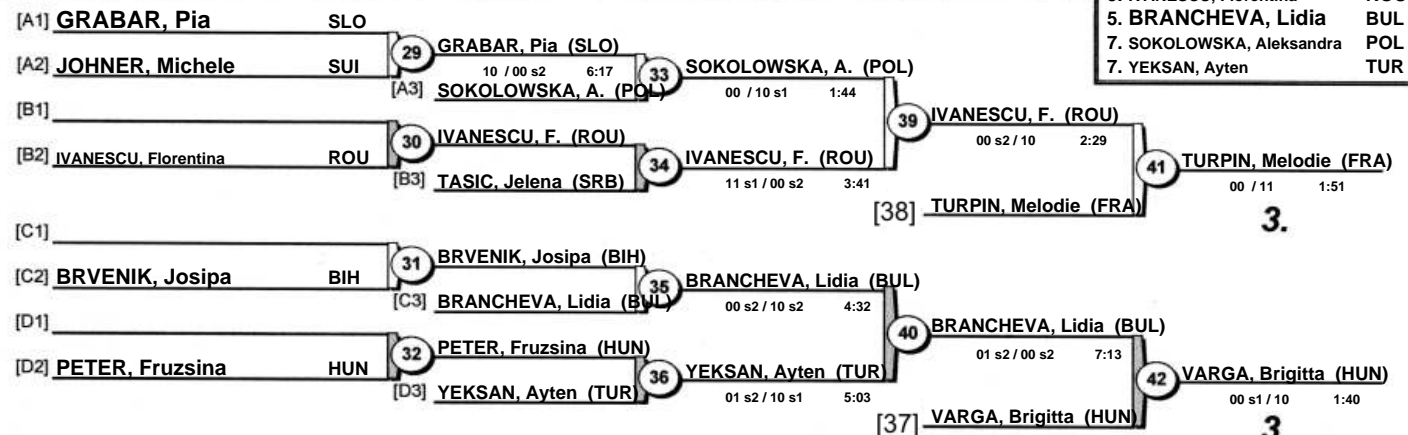 5. BRANCHEVA, Lidia BUL
7. SOKOLOWSKA, Aleksandra POL
7. YEKSAN, Ayten TUR
[A1] GRABAR, Pia SLO
[A2] JOHNER, Michele SUI
29 GRABAR, Pia (SLO)
10 / 00 s2 6:17
[A3] SOKOLOWSKA, A. (POL)
33 SOKOLOWSKA, A. (POL)
00 / 10 s1 1:44
[B1]
[B2] IVANESCU, Florentina ROU
30 IVANESCU, F. (ROU)
[B3] TASIC, Jelena (SRB)
34 IVANESCU, F. (ROU)
11 s1 / 00 s2 3:41
39 IVANESCU, F. (ROU)
00 s2 / 10 2:29
[38] TURPIN, Melodie (FRA)
41 TURPIN, Melodie (FRA)
00 / 11 1:51
3.
[C1]
[C2] BRVENIK, Josipa BIH
31 BRVENIK, Josipa (BIH)
[C3] BRANCHEVA, Lidia (BUL)
35 BRANCHEVA, Lidia (BUL)
00 s2 / 10 s2 4:32
[D1]
[D2] PETER, Fruzsina HUN
32 PETER, Fruzsina (HUN)
[D3] YEKSAN, Ayten (TUR)
36 YEKSAN, Ayten (TUR)
01 s2 / 10 s1 5:03
40 BRANCHEVA, Lidia (BUL)
01 s2 / 00 s2 7:13
[37] VARGA, Brigitta (HUN)
42 VARGA, Brigitta (HUN)
00 s1 / 10 1:40
3